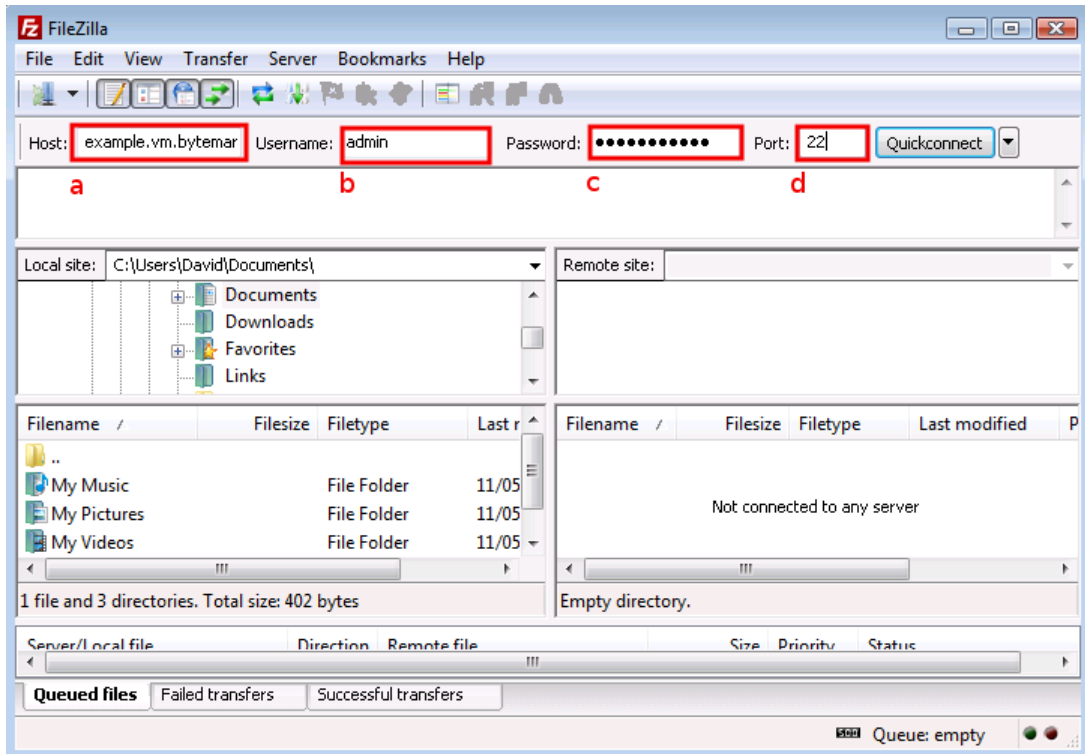 FileZilla
File Edit View Transfer Server Bookmarks Help
Host: example.vm.bytemar Username: admin Password: ●●●●●●●●●●● Port: 22 Quickconnect
a b c d
Local site: C:\Users\David\Documents\ Remote site:
Documents
Downloads
Favorites
Links
Filename Filesize Filetype Last r Filename Filesize Filetype Last modified P
..
My Music File Folder 11/05
My Pictures File Folder 11/05
Not connected to any server
My Videos File Folder 11/05
1 file and 3 directories. Total size: 402 bytes Empty directory.
Server/Local file Direction Remote file Size Priority Status
Queued files Failed transfers Successful transfers
Queue: empty